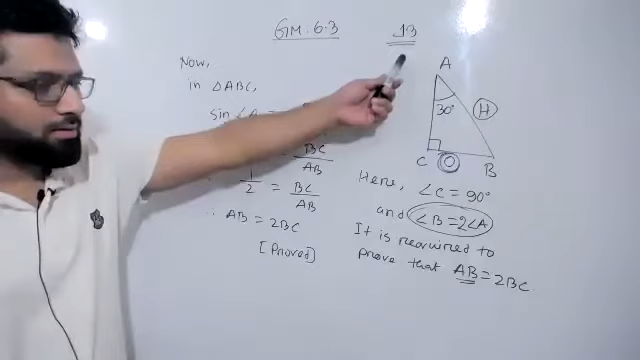 GM : 6.3
13
Now,
in △ABC,
sin ∠A =
BC
AB
1/2 = BC/AB
∴ AB = 2BC
[Proved]
A
30°
H
C
O
B
Here, ∠C = 90°
and ∠B = 2∠A
It is required to
prove that AB = 2BC